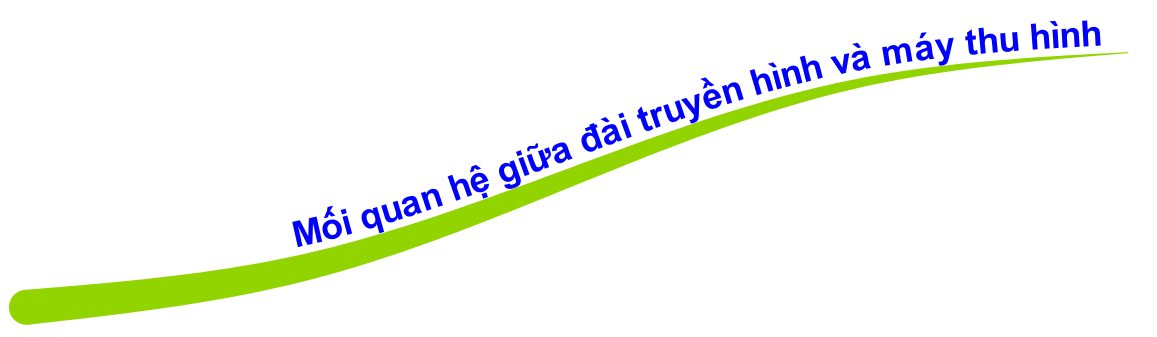 Mối quan hệ giữa đài truyền hình và máy thu hình